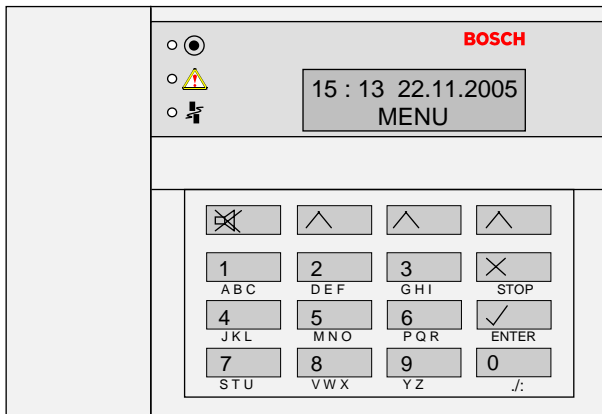 BOSCH
15 : 13 22.11.2005
MENU
1 2 3
ABC DEF GHI STOP
4 5 6
JKL MNO PQR ENTER
7 8 9 0
STU VWX YZ ./: